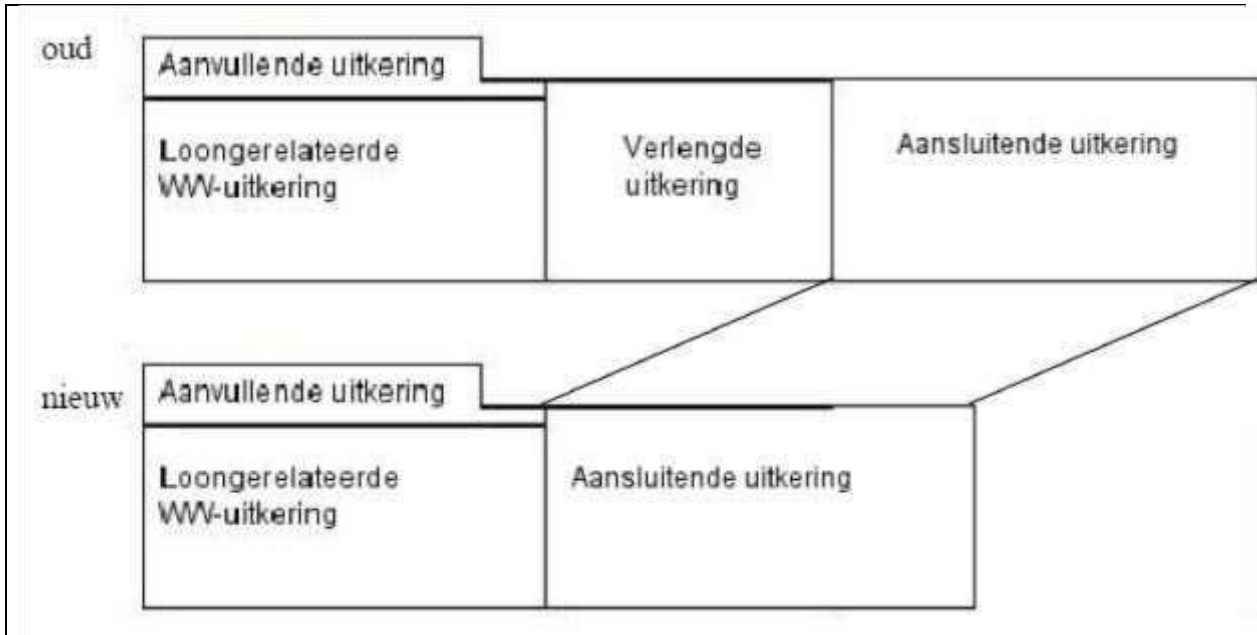 oud
Aanvullende uitkering
Loongerelateerde
WW-uitkering
Verlengde
uitkering
Aansluitende uitkering
nieuw
Aanvullende uitkering
Loongerelateerde
WW-uitkering
Aansluitende uitkering